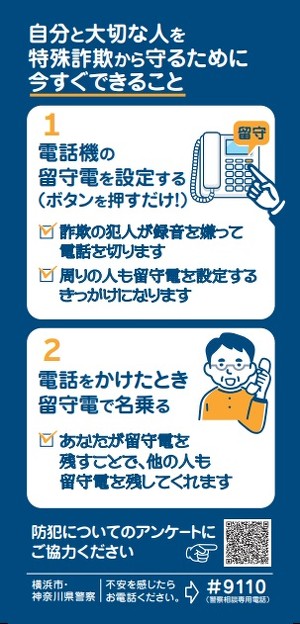 自分と大切な人を
特殊詐欺から守るために
今すぐできること
1
留守
電話機の
留守電を設定する
(ボタンを押すだけ!)
詐欺の犯人が録音を嫌って
電話を切ります
周りの人も留守電を設定する
きっかけになります
2
電話をかけたとき
留守電で名乗る
あなたが留守電を
残すことで、他の人も
留守電を残してくれます
防犯についてのアンケートに
ご協力ください
横浜市・
神奈川県警察
不安を感じたら
お電話ください。
#9110
(警察相談専用電話)